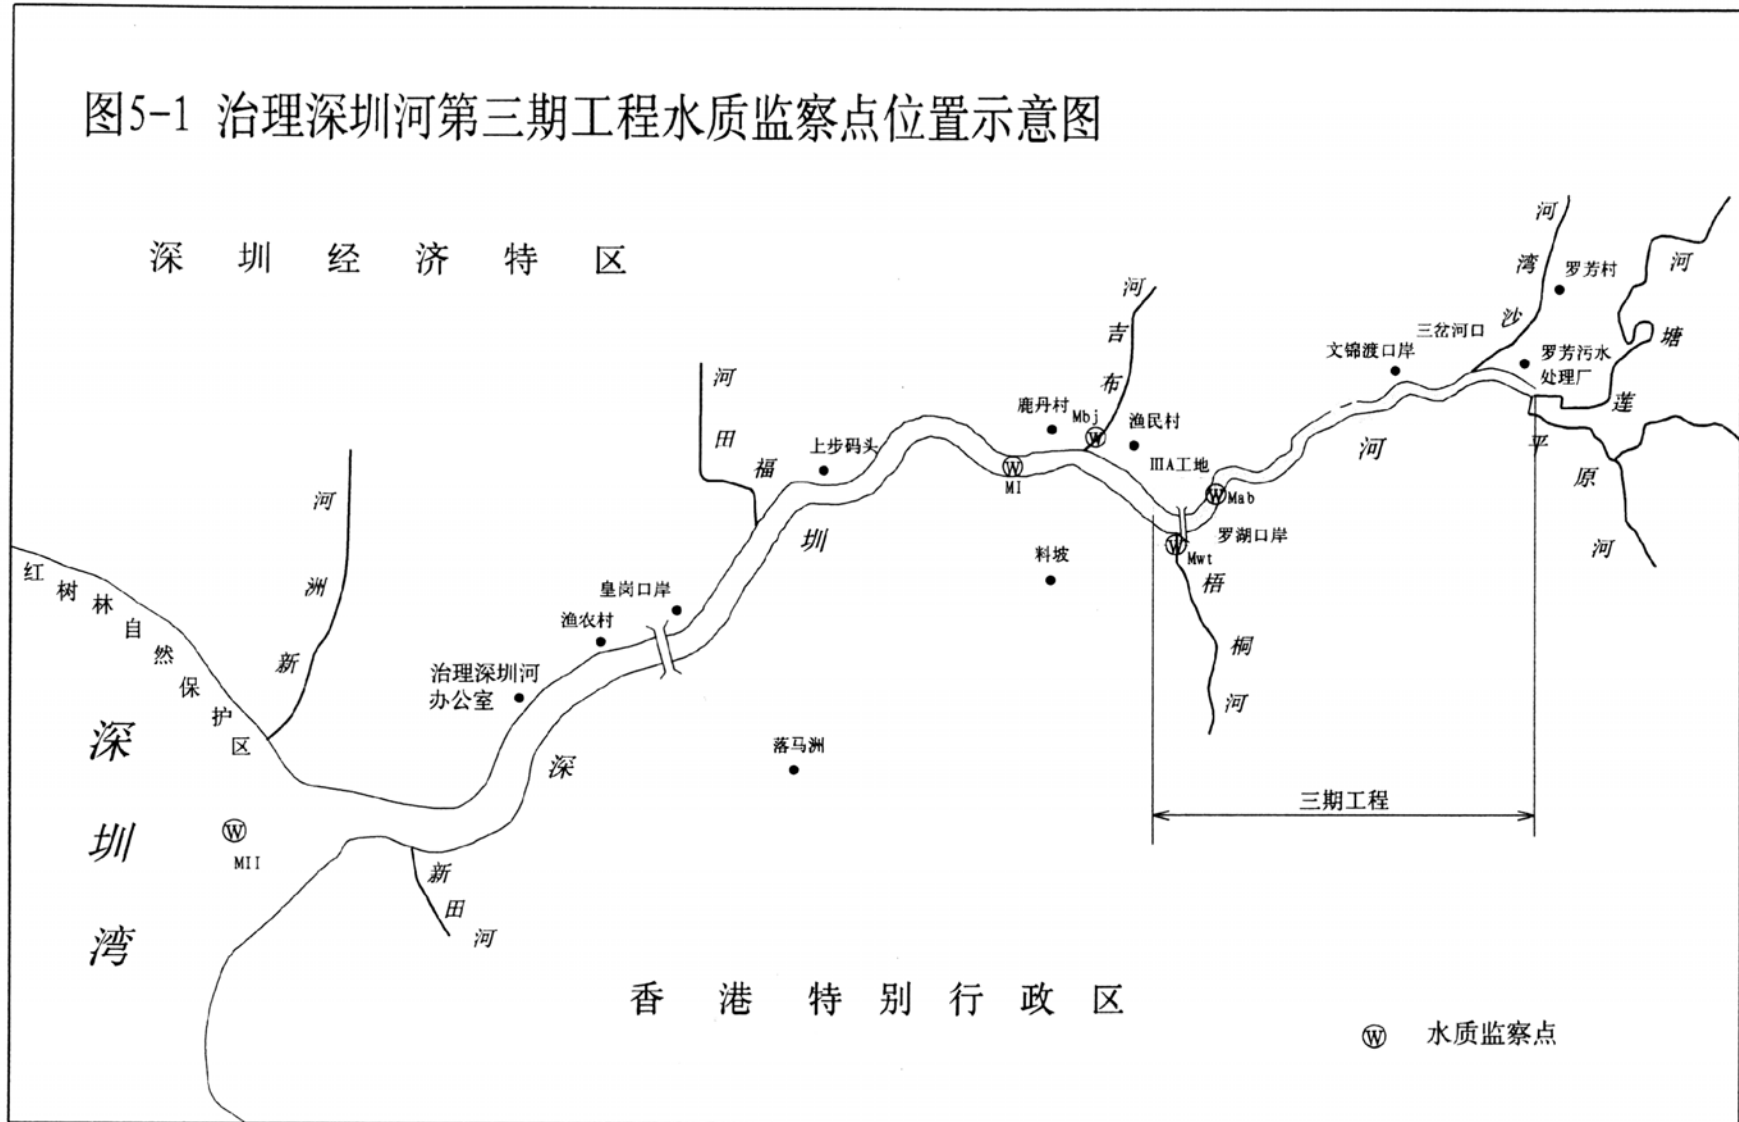 图5-1 治理深圳河第三期工程水质监察点位置示意图
深圳经济特区
河湾沙
罗芳村
河塘莲
河吉布
三岔河口
文锦渡口岸
罗芳污水
处理厂
河田福
鹿丹村
Mbj
渔民村
上步码头
IIIA工地
W
W
MI
W
Mab
平原河
罗湖口岸
W
Mwt
料坡
梧桐河
新洲河
红树林自然保护区
皇岗口岸
渔农村
治理深圳河
办公室
深圳河
落马洲
三期工程
深圳湾
W
MII
新田河
香港特别行政区
W 水质监察点